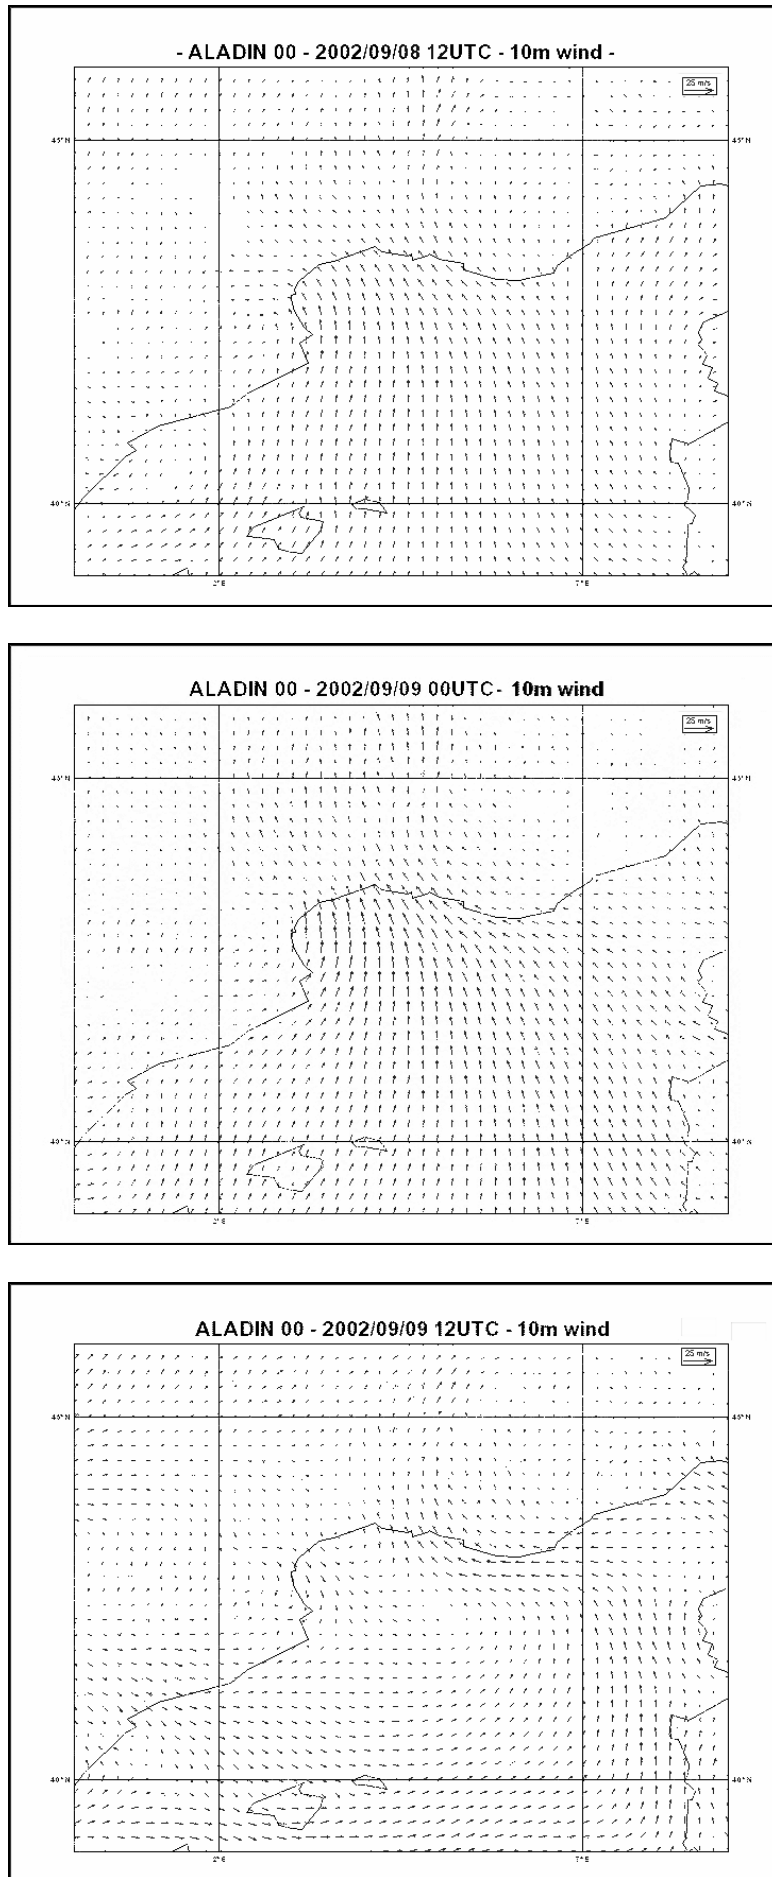 - ALADIN 00 - 2002/09/08 12UTC - 10m wind -
25 m/s
45°N 45°N
40°N 40°N
2°E 7°E
ALADIN 00 - 2002/09/09 00UTC- 10m wind
25 m/s
45°N 45°N
40°N 40°N
2°E 7°E
ALADIN 00 - 2002/09/09 12UTC - 10m wind
25 m/s
45°N 45°N
40°N 40°N
2°E 7°E